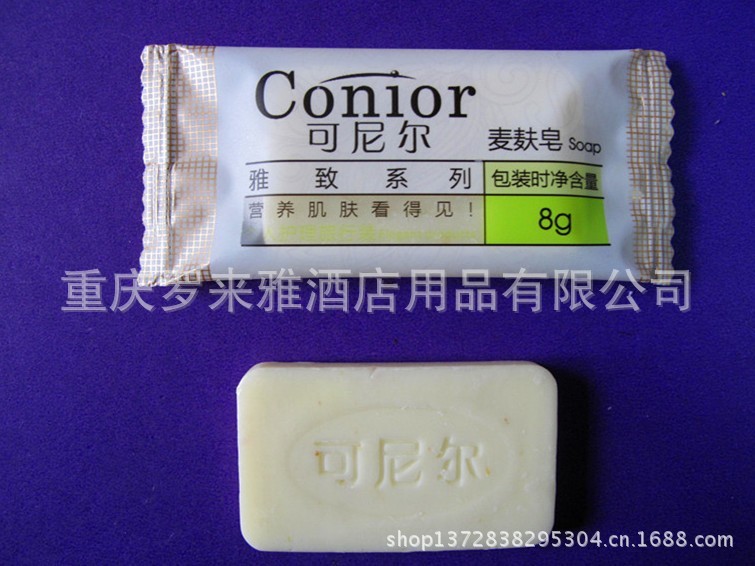 Conior
可尼尔
麦麸皂 Soap
雅致系列
包装时净含量
营养肌肤看得见!
8g
重庆罗来雅酒店用品有限公司
可尼尔
shop1372838295304.cn.1688.com